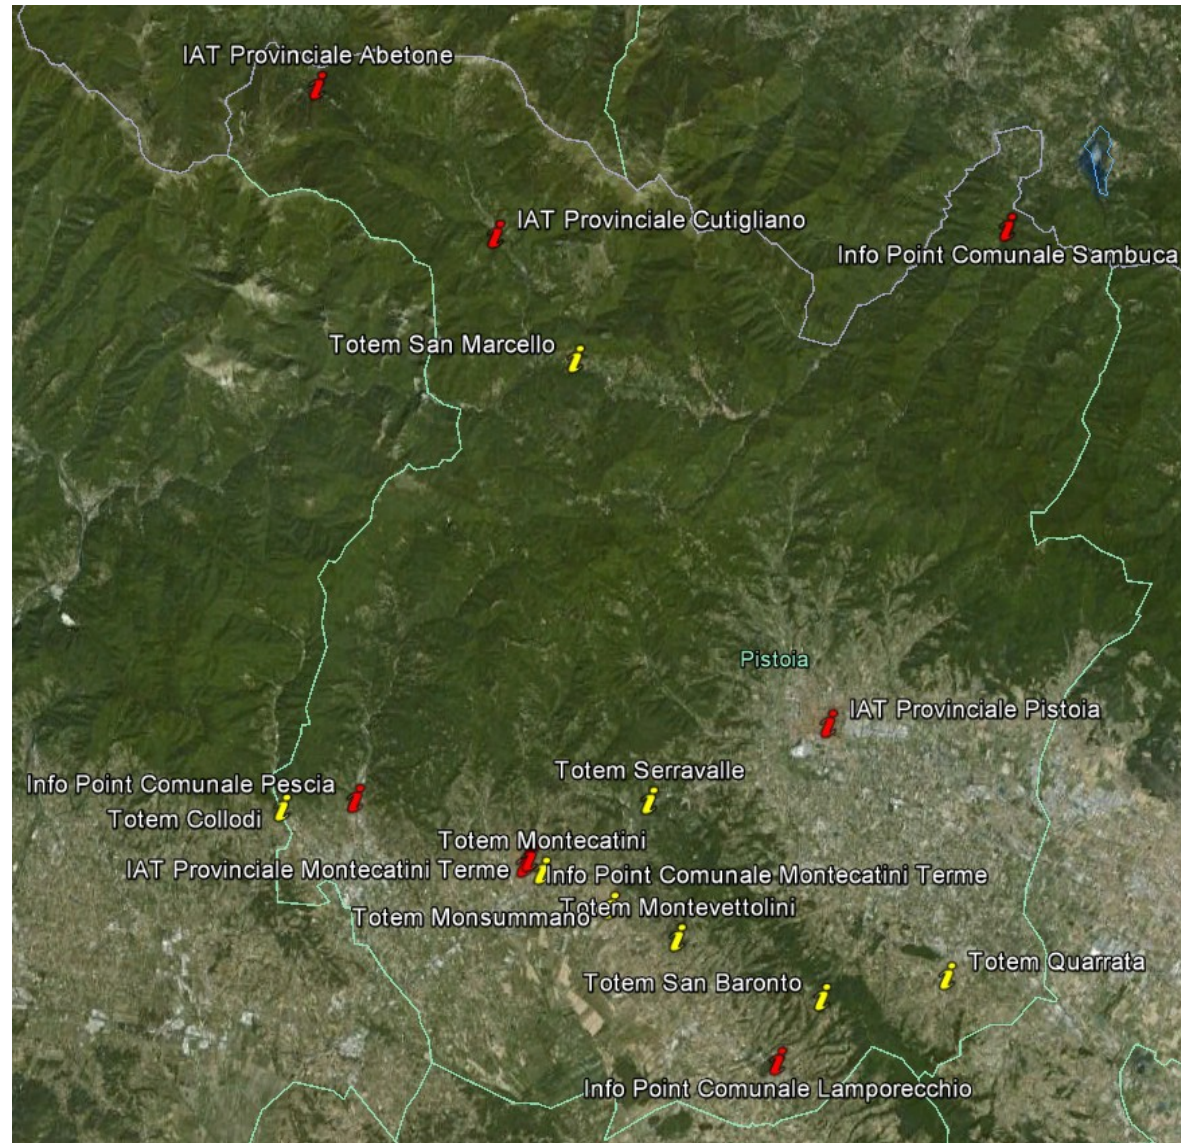 IAT Provinciale Abetone
IAT Provinciale Cutigliano
Info Point Comunale Sambuca
Totem San Marcello
Pistoia
IAT Provinciale Pistoia
Totem Serravalle
Info Point Comunale Pescia
Totem Collodi
Totem Montecatini
IAT Provinciale Montecatini Terme
Info Point Comunale Montecatini Terme
Totem Montevettolini
Totem Monsummano
Totem Quarrata
Totem San Baronto
Info Point Comunale Lamporecchio